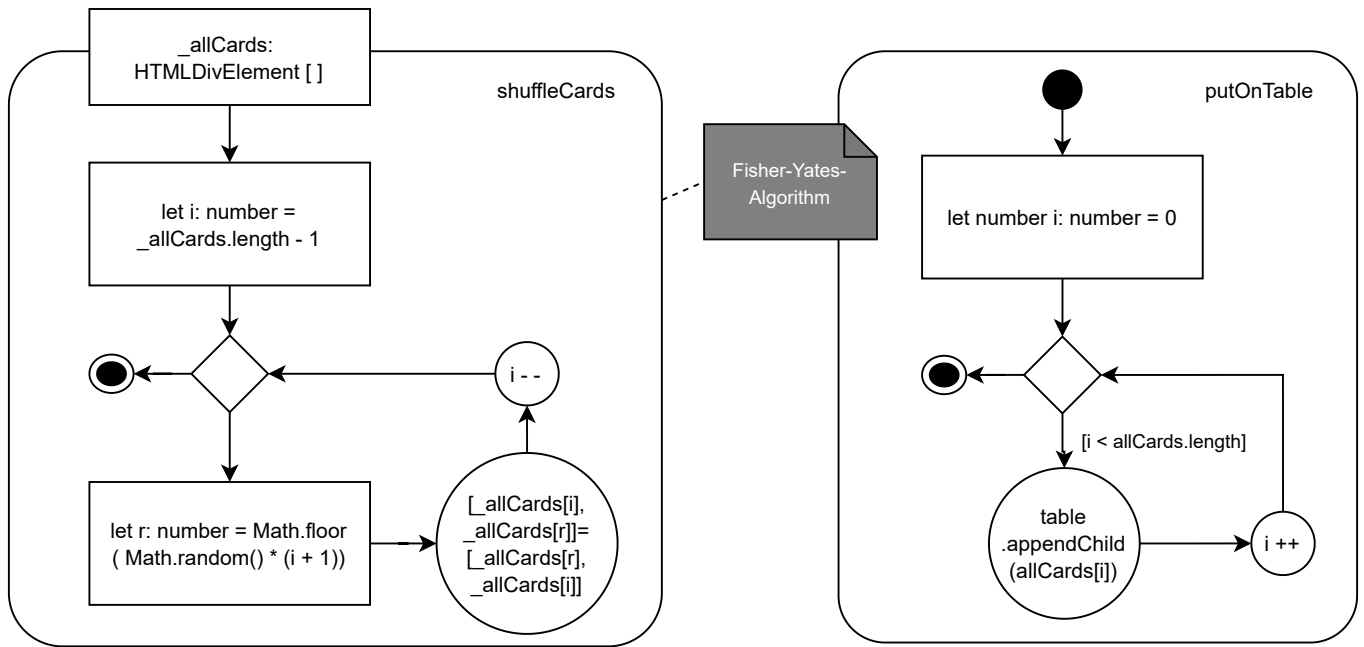 _allCards:
HTMLDivElement [ ]
shuffleCards
let i: number =
_allCards.length - 1
i - -
let r: number = Math.floor
( Math.random() * (i + 1))
[_allCards[i],
_allCards[r]]=
[_allCards[r],
_allCards[i]]
Fisher-Yates-
Algorithm
putOnTable
let number i: number = 0
[i < allCards.length]
table
.appendChild
(allCards[i])
i ++